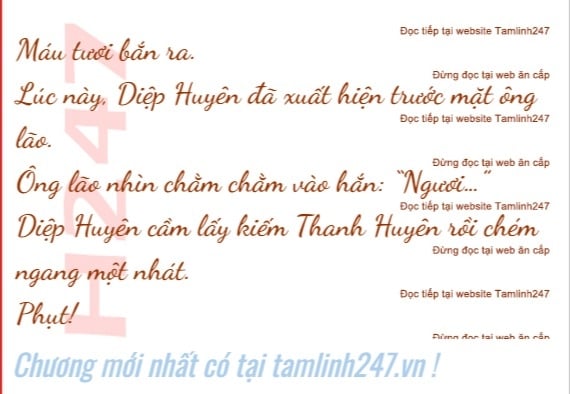 Đọc tiếp tại website Tamlinh247
Máu tươi bắn ra.
Đừng đọc tại web ăn cắp
Lúc này, Diệp Huyên đã xuất hiện trước mặt ông
Đọc tiếp tại website Tamlinh247
lão.
Đừng đọc tại web ăn cắp
Ông lão nhìn chằm chằm vào hắn: “Ngươi...”
Đọc tiếp tại website Tamlinh247
Diệp Huyên cầm lấy kiếm Thanh Huyên rồi chém
Đừng đọc tại web ăn cắp
ngang một nhát.
Đọc tiếp tại website Tamlinh247
Phụt!
Đừng đọc tại web ăn cắp
H247
Chương mới nhất có tại tamlinh247.vn !